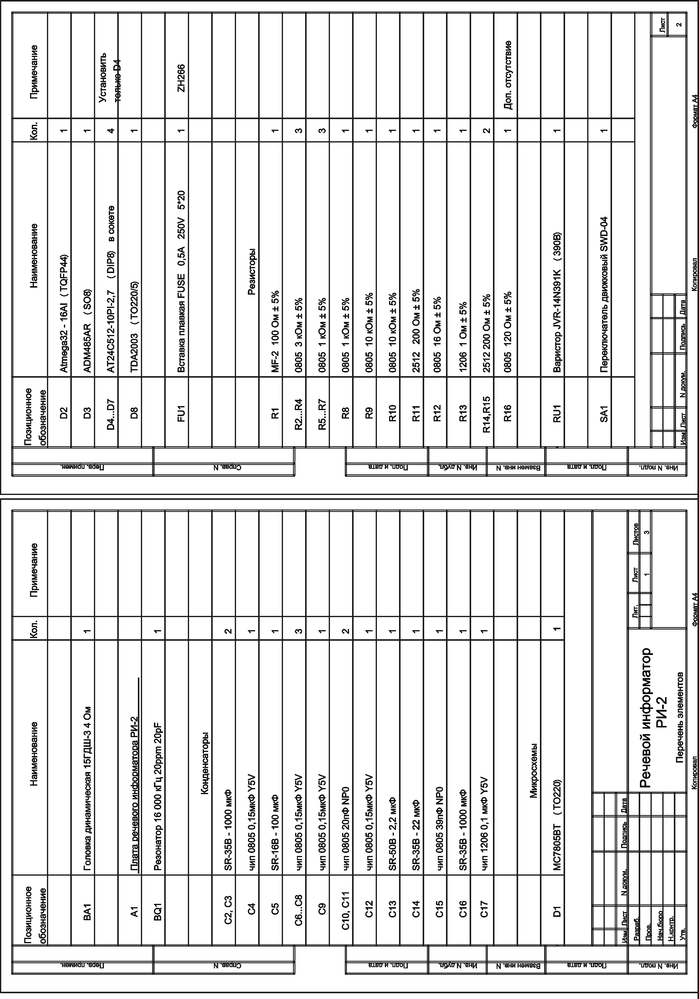 Позиционное обозначение Наименование Кол. Примечание
BA1 Головка динамическая 15ГДШ-3 4 Ом 1
A1 Плата речевого информатора РИ-2
BQ1 Резонатор 16 000 кГц 20ppm 20pF 1
Конденсаторы
C2, C3 SR-35В - 1000 мкФ 2
C4 чип 0805 0,15мкФ Y5V 1
C5 SR-16В - 100 мкФ 1
C6...C8 чип 0805 0,15мкФ Y5V 3
C9 чип 0805 0,15мкФ Y5V 1
C10, C11 чип 0805 20пФ NP0 2
C12 чип 0805 0,15мкФ Y5V 1
C13 SR-50В - 2,2 мкФ 1
C14 SR-35В - 22 мкФ 1
C15 чип 0805 39пФ NP0 1
C16 SR-35В - 1000 мкФ 1
C17 чип 1206 0,1 мкФ Y5V 1
Микросхемы
D1 MC7805BT ( TO220) 1
Изм Лист N докум. Подпись Дата
Разраб.
Пров.
Нач.бюро
Н.контр.
Утв.
Речевой информатор
РИ-2
Перечень элементов
Лит. Лист Листов
1 3
Копировал Формат А4
Перв. примен.
Справ. N
Подп. и дата
Инв. N дубл.
Взамен инв. N
Подп. и дата
Инв. N подл.
Позиционное обозначение Наименование Кол. Примечание
D2 Atmega32 - 16AI ( TQFP44) 1
D3 ADM485AR ( SO8) 1
D4...D7 AT24C512-10PI-2,7 ( DIP8) в сокете 4 Установить
только D4
D8 TDA2003 ( TO220/5) 1
FU1 Вставка плавкая FUSE 0,5A 250V 5*20 1 ZH266
Резисторы
R1 MF-2 100 Ом ± 5% 1
R2...R4 0805 3 кОм ± 5% 3
R5...R7 0805 1 кОм ± 5% 3
R8 0805 1 кОм ± 5% 1
R9 0805 10 кОм ± 5% 1
R10 0805 10 кОм ± 5% 1
R11 2512 200 Ом ± 5% 1
R12 0805 16 Ом ± 5% 1
R13 1206 1 Ом ± 5% 1
R14,R15 2512 200 Ом ± 5% 2
R16 0805 120 Ом ± 5% 1 Доп. отсутствие
RU1 Варистор JVR-14N391K ( 390В) 1
SA1 Переключатель движковый SWD-04 1
Изм Лист N докум. Подпись Дата
Лист
2
Копировал Формат А4
Перв. примен.
Справ. N
Подп. и дата
Инв. N дубл.
Взамен инв. N
Подп. и дата
Инв. N подл.